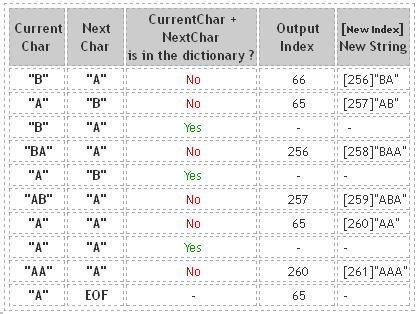 Current Char Next Char CurrentChar + NextChar is in the dictionary ? Output Index [New Index] New String
"B" "A" No 66 [256]"BA"
"A" "B" No 65 [257]"AB"
"B" "A" Yes - -
"BA" "A" No 256 [258]"BAA"
"A" "B" Yes - -
"AB" "A" No 257 [259]"ABA"
"A" "A" No 65 [260]"AA"
"A" "A" Yes - -
"AA" "A" No 260 [261]"AAA"
"A" EOF - 65 -